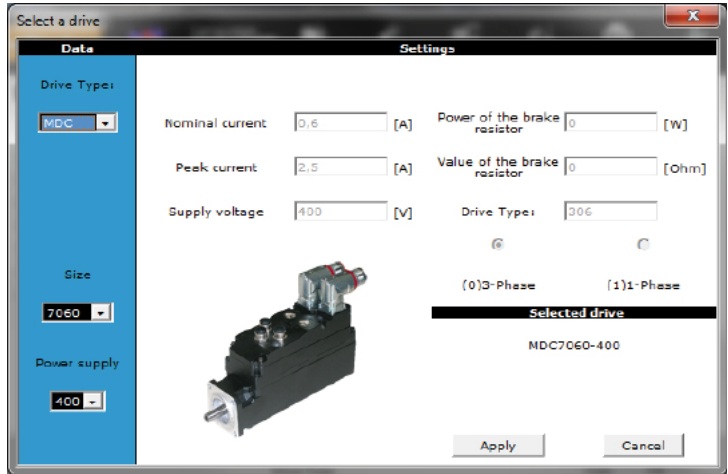 Select a drive
Data
Settings
Drive Type:
MDC
Nominal current 0,6 [A]
Power of the brake resistor 0 [W]
Peak current 2,5 [A]
Value of the brake resistor 0 [Ohm]
Supply voltage 400 [V]
Drive Type: 306
Size
(0)3-Phase
(1)1-Phase
7060
Selected drive
MDC7060-400
Power supply
400
Apply
Cancel